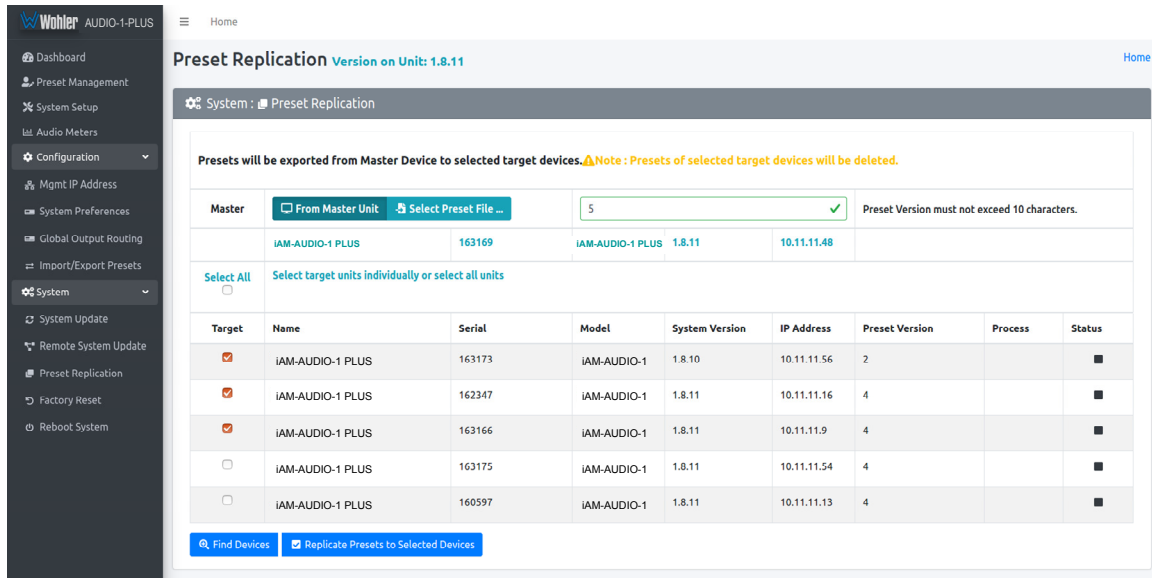 Wohler AUDIO-1-PLUS
Home
Dashboard
Preset Management
System Setup
Audio Meters
Configuration
Mgmt IP Address
System Preferences
Global Output Routing
Import/Export Presets
System
System Update
Remote System Update
Preset Replication
Factory Reset
Reboot System
Preset Replication Version on Unit: 1.8.11
Home
System : Preset Replication
Presets will be exported from Master Device to selected target devices. Note : Presets of selected target devices will be deleted.
Master From Master Unit Select Preset File ... 5 Preset Version must not exceed 10 characters.
iAM-AUDIO-1 PLUS 163169 iAM-AUDIO-1 PLUS 1.8.11 10.11.11.48
Select All Select target units individually or select all units
Target Name Serial Model System Version IP Address Preset Version Process Status
iAM-AUDIO-1 PLUS 163173 iAM-AUDIO-1 1.8.10 10.11.11.56 2
iAM-AUDIO-1 PLUS 162347 iAM-AUDIO-1 1.8.11 10.11.11.16 4
iAM-AUDIO-1 PLUS 163166 iAM-AUDIO-1 1.8.11 10.11.11.9 4
iAM-AUDIO-1 PLUS 163175 iAM-AUDIO-1 1.8.11 10.11.11.54 4
iAM-AUDIO-1 PLUS 160597 iAM-AUDIO-1 1.8.11 10.11.11.13 4
Find Devices Replicate Presets to Selected Devices